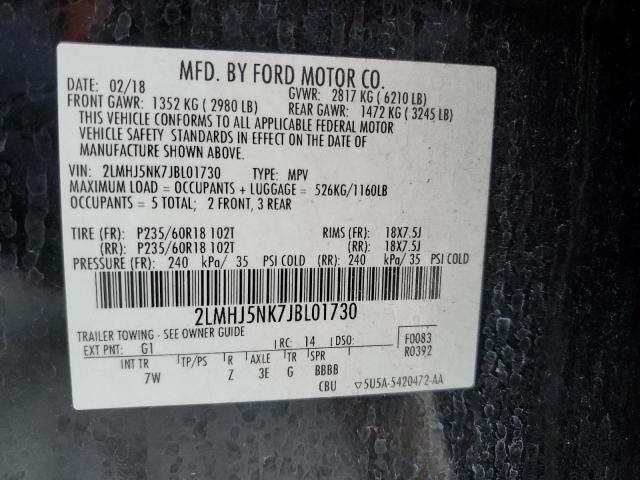 MFD. BY FORD MOTOR CO.
DATE: 02/18 GVWR: 2817 KG ( 6210 LB)
FRONT GAWR: 1352 KG ( 2980 LB) REAR GAWR: 1472 KG ( 3245 LB)
THIS VEHICLE CONFORMS TO ALL APPLICABLE FEDERAL MOTOR
VEHICLE SAFETY STANDARDS IN EFFECT ON THE DATE OF
MANUFACTURE SHOWN ABOVE.
VIN: 2LMHJ5NK7JBL01730 TYPE: MPV
MAXIMUM LOAD = OCCUPANTS + LUGGAGE = 526KG/1160LB
OCCUPANTS = 5 TOTAL; 2 FRONT, 3 REAR
TIRE (FR): P235/60R18 102T RIMS (FR): 18X7.5J
(RR): P235/60R18 102T (RR): 18X7.5J
PRESSURE (FR): 240 kPa/ 35 PSI COLD (RR): 240 kPa/ 35 PSI COLD
2LMHJ5NK7JBL01730
TRAILER TOWING - SEE OWNER GUIDE
EXT PNT: G1 RC: 14 DSO: F0083
R0392
INT TR TP/PS R AXLE TR SPR
7W Z 3E G BBBB
CBU ▽5U5A-5420472-AA